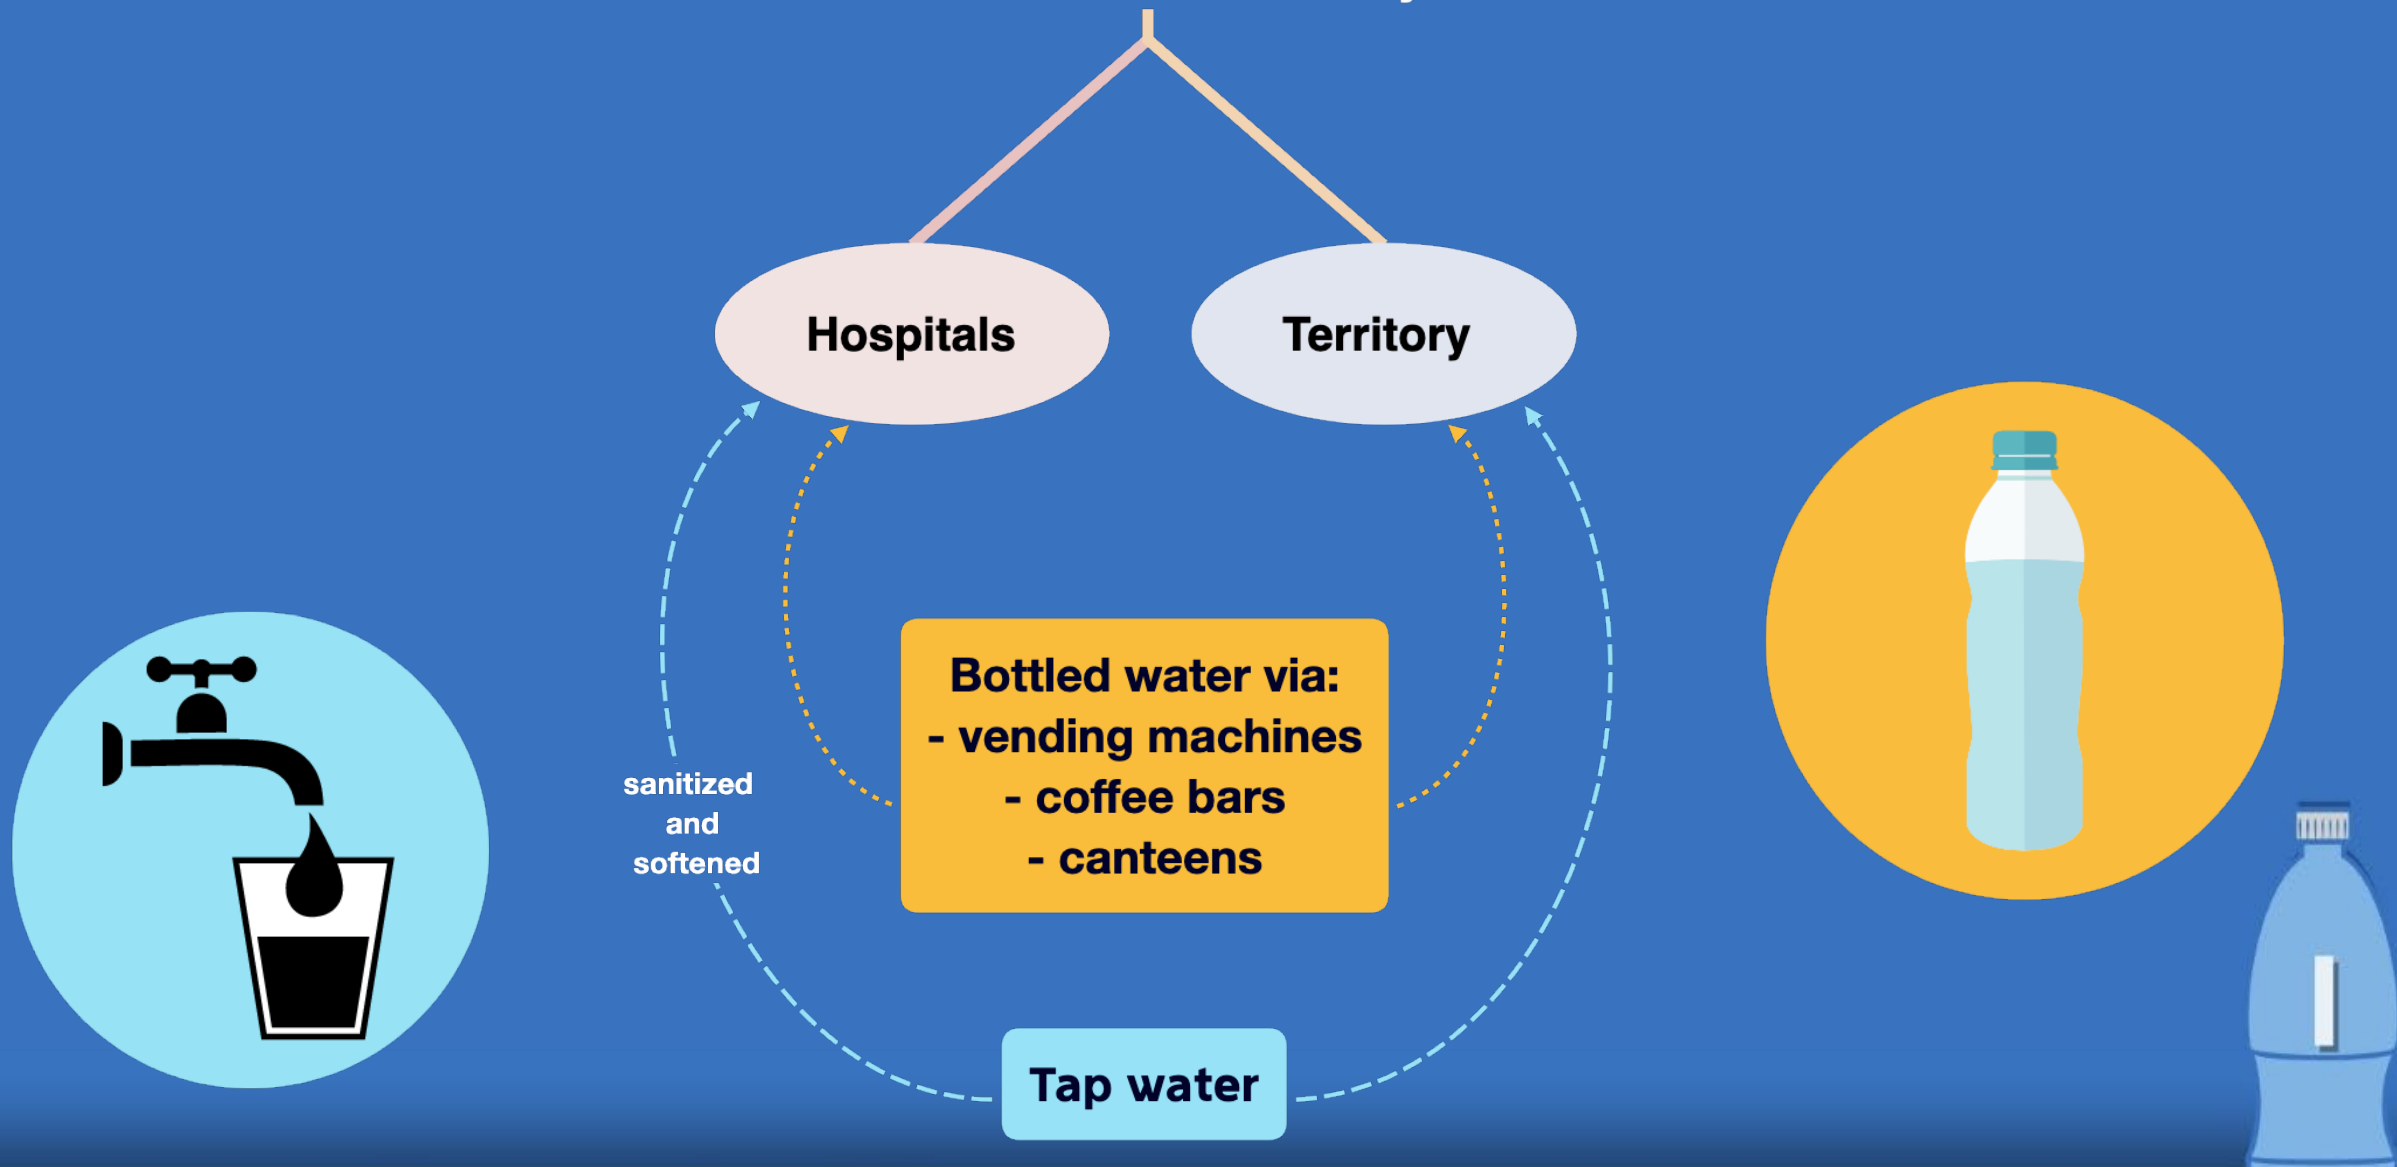 Hospitals
Territory
Bottled water via:
- vending machines
- coffee bars
- canteens
sanitized
and
softened
Tap water